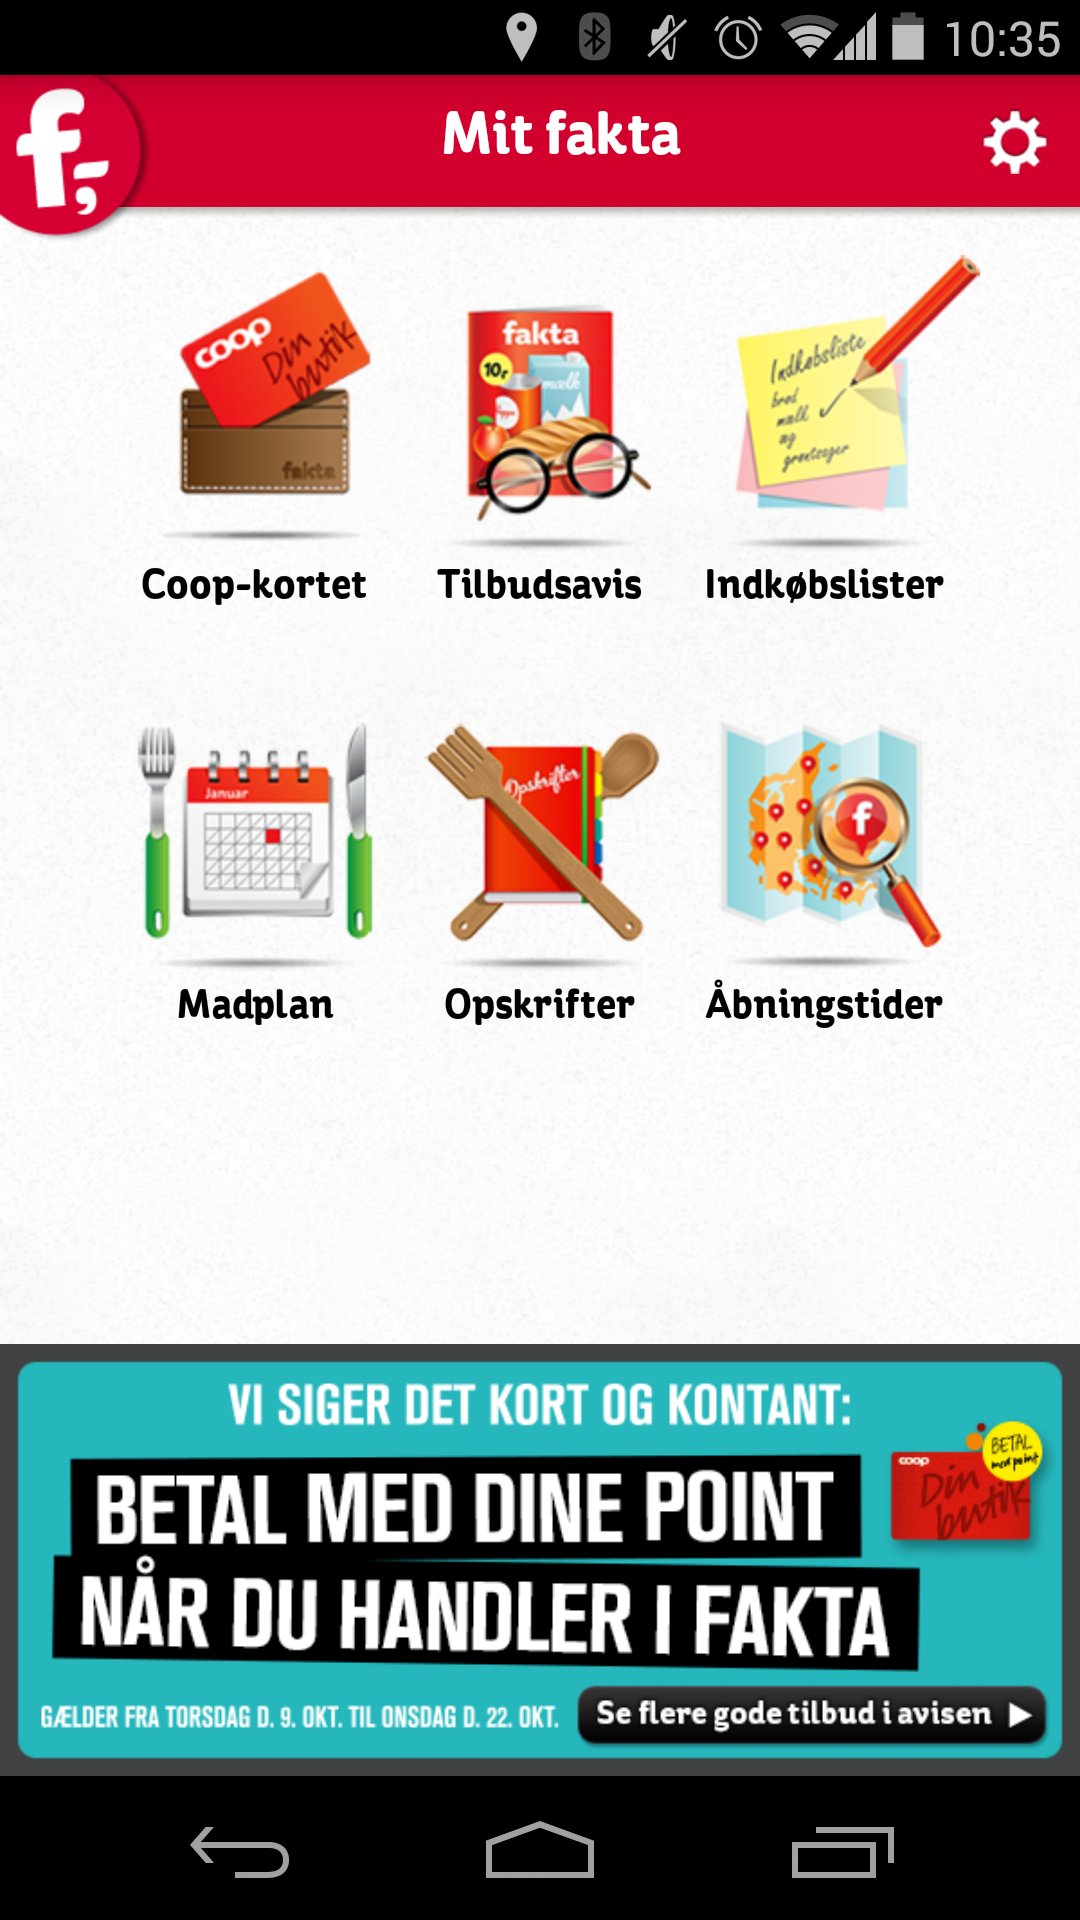 10:35
f,
Mit fakta
coop
Din
butik
fakta
fakta
10,-
mælk
Indkøbsliste
brød
mælk
æg
grøntsager
Coop-kortet
Tilbudsavis
Indkøbslister
Januar
Opskrifter
f
Madplan
Opskrifter
Åbningstider
VI SIGER DET KORT OG KONTANT:
BETAL MED DINE POINT
NÅR DU HANDLER I FAKTA
BETAL
med point
coop
Din
butik
GÆLDER FRA TORSDAG D. 9. OKT. TIL ONSDAG D. 22. OKT.
Se flere gode tilbud i avisen